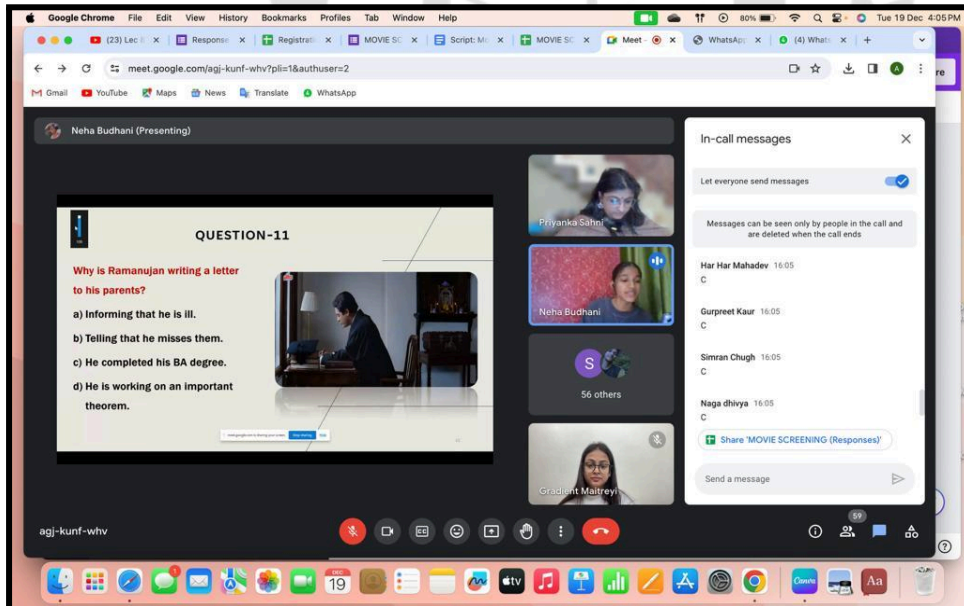 Google Chrome File Edit View History Bookmarks Profiles Tab Window Help 80% Tue 19 Dec 4:05 PM
(23) Lec Response Registrat MOVIE SC Script: M MOVIE SC Meet - WhatsAp (4) What
meet.google.com/agj-kunf-whv?pli=1&authuser=2
Gmail YouTube Maps News Translate WhatsApp
Neha Budhani (Presenting)
QUESTION-11
Why is Ramanujan writing a letter
to his parents?
a) Informing that he is ill.
b) Telling that he misses them.
c) He completed his BA degree.
d) He is working on an important
theorem.
Priyanka Sahni
Neha Budhani
S
56 others
Gradient Maitreyi
In-call messages
Let everyone send messages
Messages can be seen only by people in the call and
are deleted when the call ends
Har Har Mahadev 16:05
C
Gurpreet Kaur 16:05
C
Simran Chugh 16:05
C
Naga dhivya 16:05
C
Share 'MOVIE SCREENING (Responses)'
Send a message
agj-kunf-whv
59
DEC
19
tv
Canva
Aa